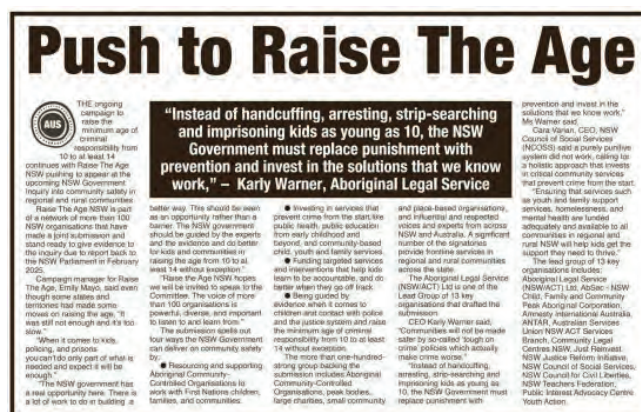 Push to Raise The Age
AUS
THE ongoing
campaign to
raise the
minimum age of
criminal
responsibility from
10 to at least 14
continues with Raise The Age
NSW pushing to appear at the
upcoming NSW Government
Inquiry into community safety in
regional and rural communities
Raise The Age NSW is part
of a network of more than 100
NSW organisations that have
made a joint submission and
stand ready to give evidence to
the inquiry due to report back to
the NSW Parliament in February
2025.
Campaign manager for Raise
The Age, Emily Mayo, said even
though some states and
territories had made some
moves on raising the age, "it
was still not enough and it's too
slow."
"When it comes to kids,
policing, and prisons
you can't do only part of what is
needed and expect it will be
enough."
"The NSW government has
a real opportunity here. There is
a lot of work to do in building a
"Instead of handcuffing, arresting, strip-searching
and imprisoning kids as young as 10, the NSW
Government must replace punishment with
prevention and invest in the solutions that we know
work," – Karly Warner, Aboriginal Legal Service
better way. This should be seen
as an opportunity rather than a
barrier. The NSW government
should be guided by the experts
and the evidence and do better
for kids and communities in
raising the age from 10 to at
least 14 without exception."
"Raise the Age NSW hopes
we will be invited to speak to the
Committee. The voice of more
than 100 organisations is
powerful, diverse, and important
to listen to and learn from."
The submission spells out
four ways the NSW Government
can deliver on community safety
by:
● Resourcing and supporting
Aboriginal Community-
Controlled Organisations to
work with First Nations children,
families, and communities.
● Investing in services that
prevent crime from the start like
public health, public education
from early childhood and
beyond, and community-based
child, youth and family services.
● Funding targeted services
and interventions that help kids
learn to be accountable, and do
better when they go off track.
● Being guided by
evidence when it comes to
children and contact with police
and the justice system and raise
the minimum age of criminal
responsibility from 10 to at least
14 without exception.
The more than one-hundred-
strong group backing the
submission includes Aboriginal
Community-Controlled
Organisations, peak bodies,
large charities, small community
and place-based organisations,
and influential and respected
voices and experts from across
NSW and Australia. A significant
number of the signatories
provide frontline services in
regional and rural communities
across the state.
The Aboriginal Legal Service
(NSW/ACT) Ltd is one of the
Lead Group of 13 key
organisations that drafted the
submission.
CEO Karly Warner said,
"Communities will not be made
safer by so-called 'tough on
crime' policies which actually
make crime worse."
"Instead of handcuffing,
arresting, strip-searching and
imprisoning kids as young as
10, the NSW Government must
replace punishment with
prevention and invest in the
solutions that we know work,"
Ms Warner said.
Cara Varian, CEO, NSW
Council of Social Services
(NCOSS) said a purely punitive
system did not work, calling for
a holistic approach that invests
in critical community services
that prevent crime from the start.
"Ensuring that services such
as youth and family support
services, homelessness, and
mental health are funded
adequately and available to all
communities in regional and
rural NSW will help kids get the
support they need to thrive."
The lead group of 13 key
organisations includes:
Aboriginal Legal Service
(NSW/ACT) Ltd, AbSec - NSW
Child, Family and Community
Peak Aboriginal Corporation,
Amnesty International Australia,
ANTAR, Australian Services
Union NSW ACT Services
Branch, Community Legal
Centres NSW, Just Reinvest
NSW Justice Reform Initiative,
NSW Council of Social Services,
NSW Council for Civil Liberties,
NSW Teachers Federation,
Public Interest Advocacy Centre
Youth Action.